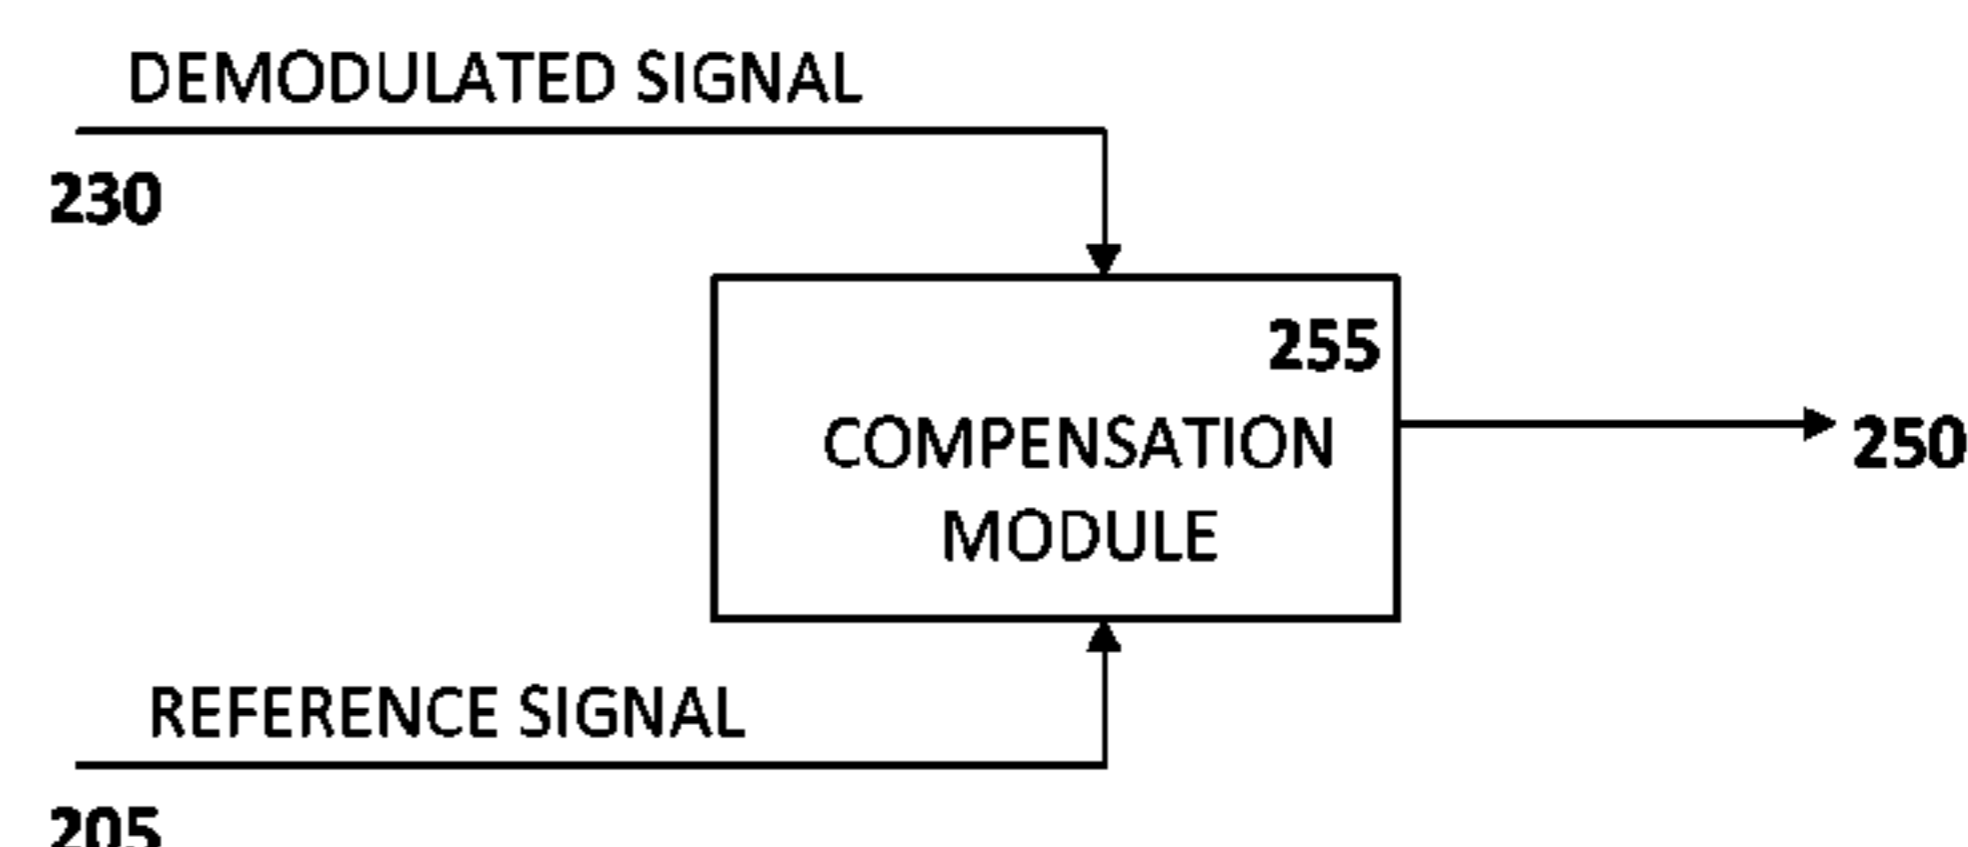 DEMODULATED SIGNAL
230
255
COMPENSATION
MODULE
250
REFERENCE SIGNAL
205